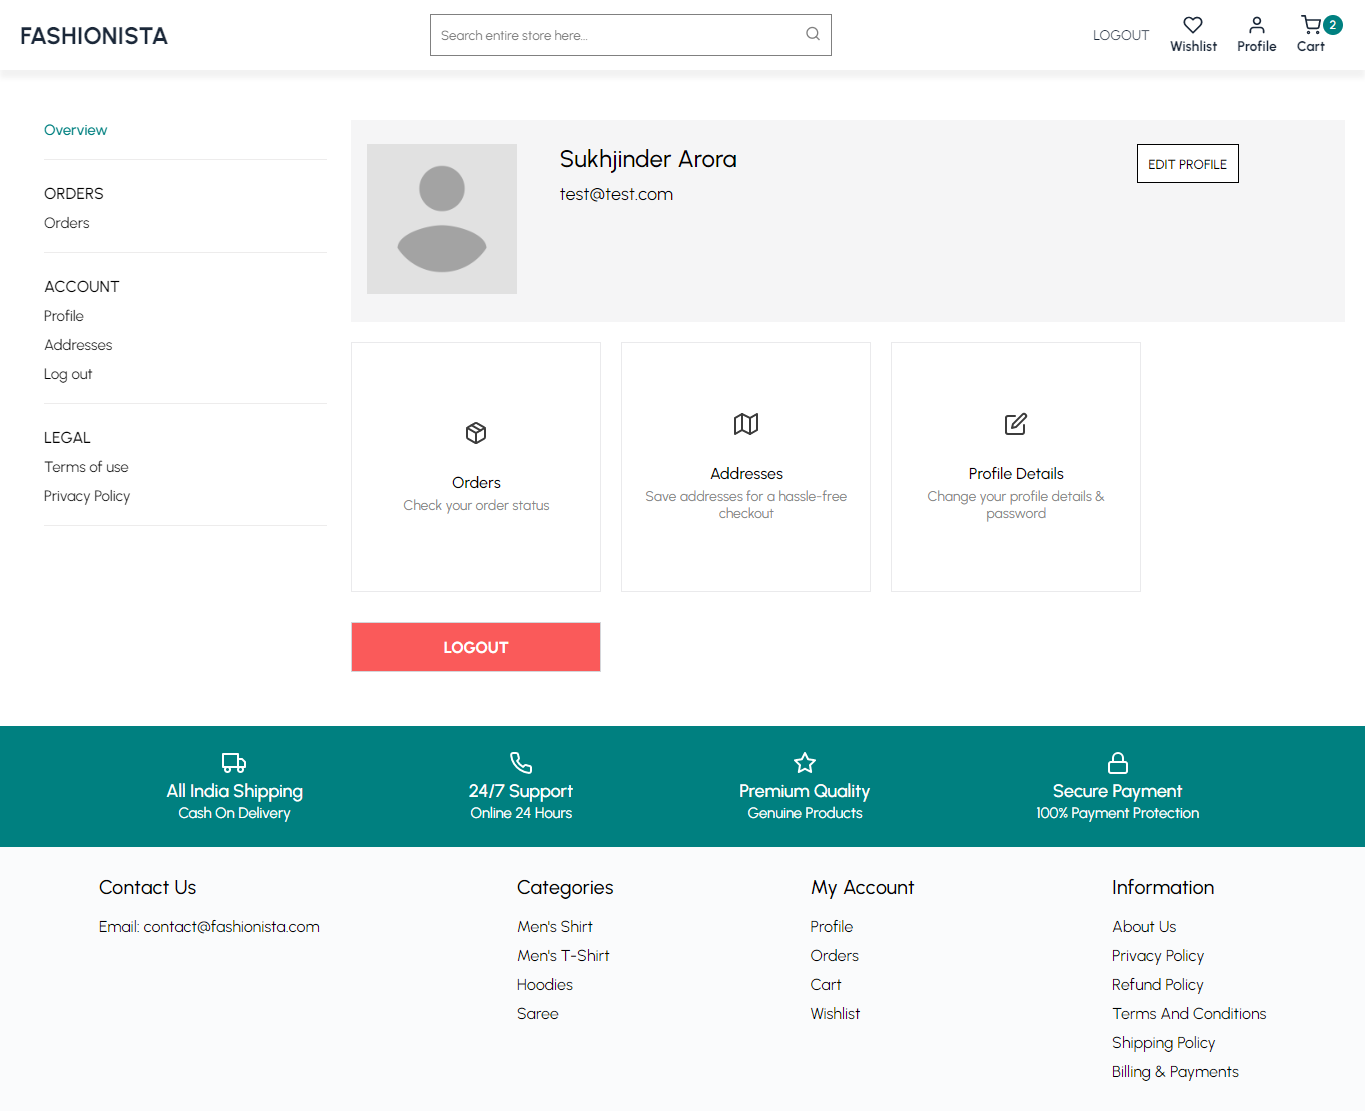 FASHIONISTA
Search entire store here...
LOGOUT
Wishlist
Profile
Cart
2
Overview
ORDERS
Orders
ACCOUNT
Profile
Addresses
Log out
LEGAL
Terms of use
Privacy Policy
Sukhjinder Arora
test@test.com
EDIT PROFILE
Orders
Check your order status
Addresses
Save addresses for a hassle-free
checkout
Profile Details
Change your profile details &
password
LOGOUT
All India Shipping
Cash On Delivery
24/7 Support
Online 24 Hours
Premium Quality
Genuine Products
Secure Payment
100% Payment Protection
Contact Us
Email: contact@fashionista.com
Categories
Men's Shirt
Men's T-Shirt
Hoodies
Saree
My Account
Profile
Orders
Cart
Wishlist
Information
About Us
Privacy Policy
Refund Policy
Terms And Conditions
Shipping Policy
Billing & Payments